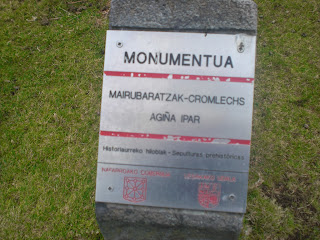 MONUMENTUA
MAIRUBARATZAK-CROMLECHS
AGIÑA IPAR
Historiaurreko hilobiak - Sepulturas prehistóricas